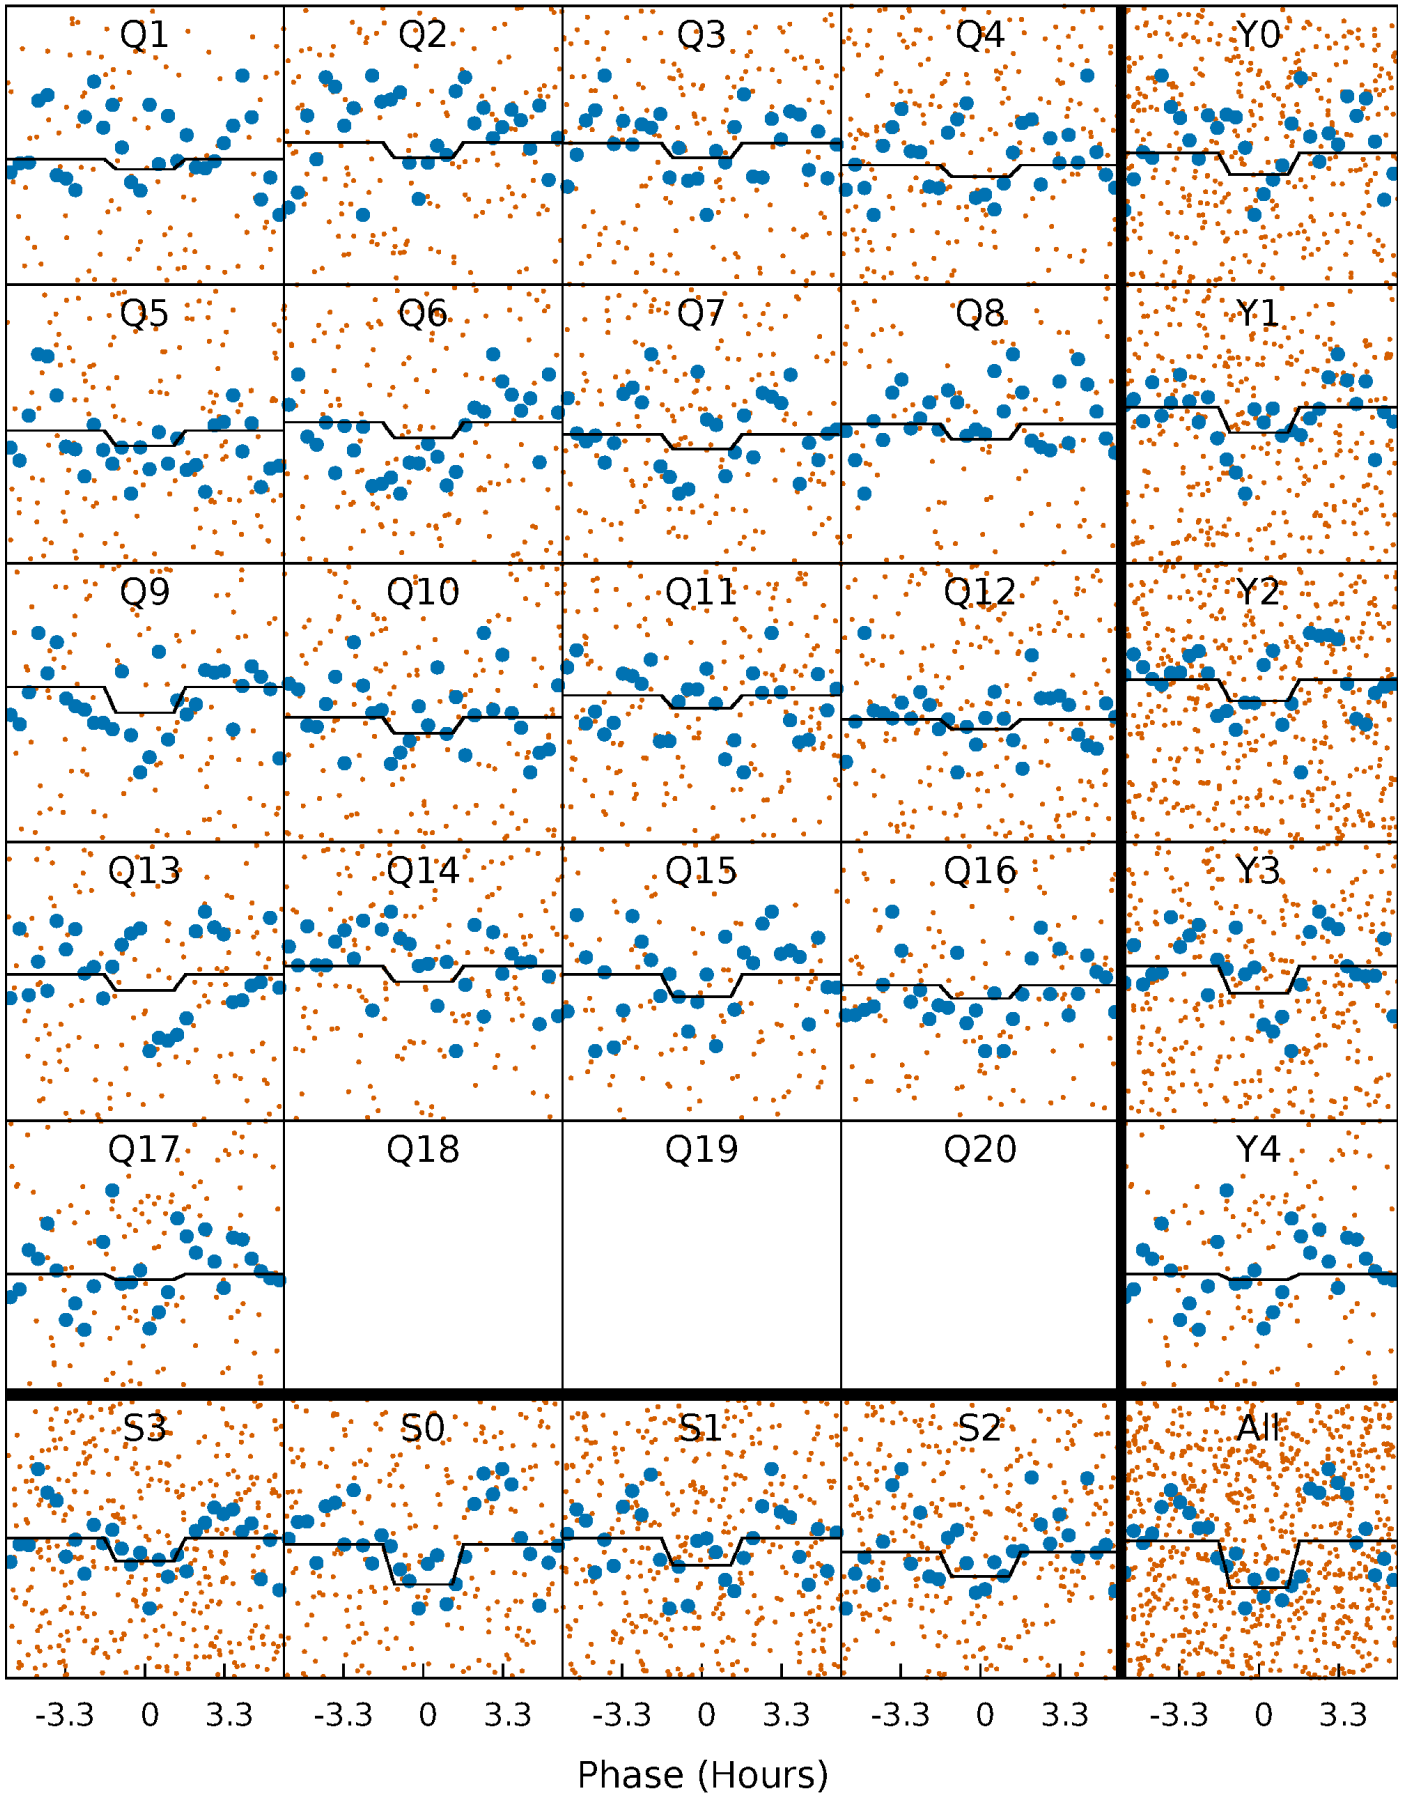 Q1 Q2 Q3 Q4 Y0
Q5 Q6 Q7 Q8 Y1
Q9 Q10 Q11 Q12 Y2
Q13 Q14 Q15 Q16 Y3
Q17 Q18 Q19 Q20 Y4
S3 S0 S1 S2 All
-3.3 0 3.3 -3.3 0 3.3 -3.3 0 3.3 -3.3 0 3.3 -3.3 0 3.3
Phase (Hours)